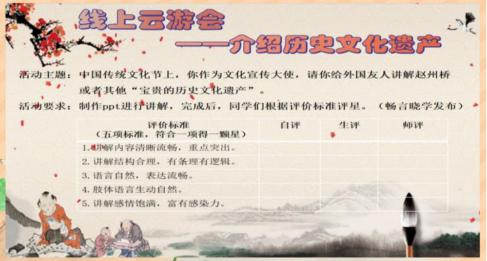 线上云游会
——介绍历史文化遗产
活动主题：中国传统文化节上，你作为文化宣传大使，请你给外国友人讲解赵州桥
或者其他“宝贵的历史文化遗产”。
活动要求：制作ppt进行讲解，完成后，同学们根据评价标准评星。（畅言晓学发布）
评价标准
（五项标准，符合一项得一颗星） 自评 生评 师评
1.讲解内容清晰流畅，重点突出。
2.讲解结构合理，有条理有逻辑。
3.语言自然，表达流畅。
4.肢体语言生动自然。
5.讲解感情饱满，富有感染力。